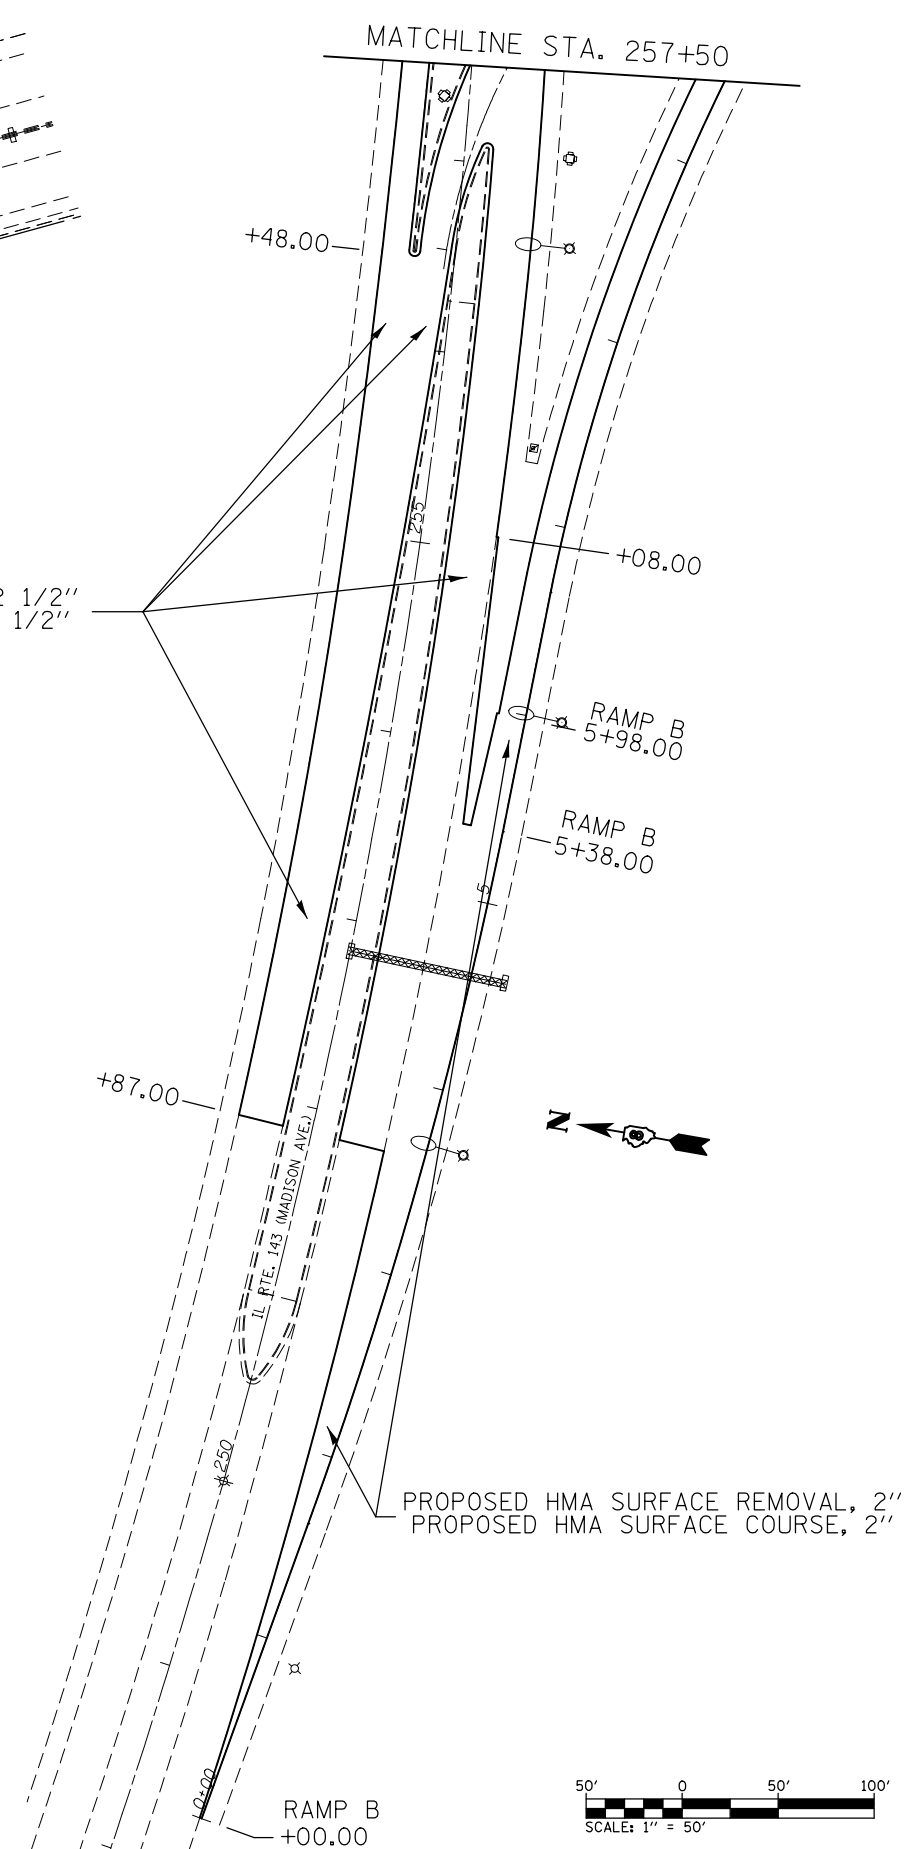 MATCHLINE STA. 257+50
+48.00
255
+08.00
2 1/2"
1/2"
RAMP B
5+98.00
RAMP B
5+38.00
5
+87.00
N
IL RTE. 143 (MADISON AVE.)
250
PROPOSED HMA SURFACE REMOVAL, 2"
PROPOSED HMA SURFACE COURSE, 2"
0+00
RAMP B
+00.00
50' 0 50' 100'
SCALE: 1" = 50'